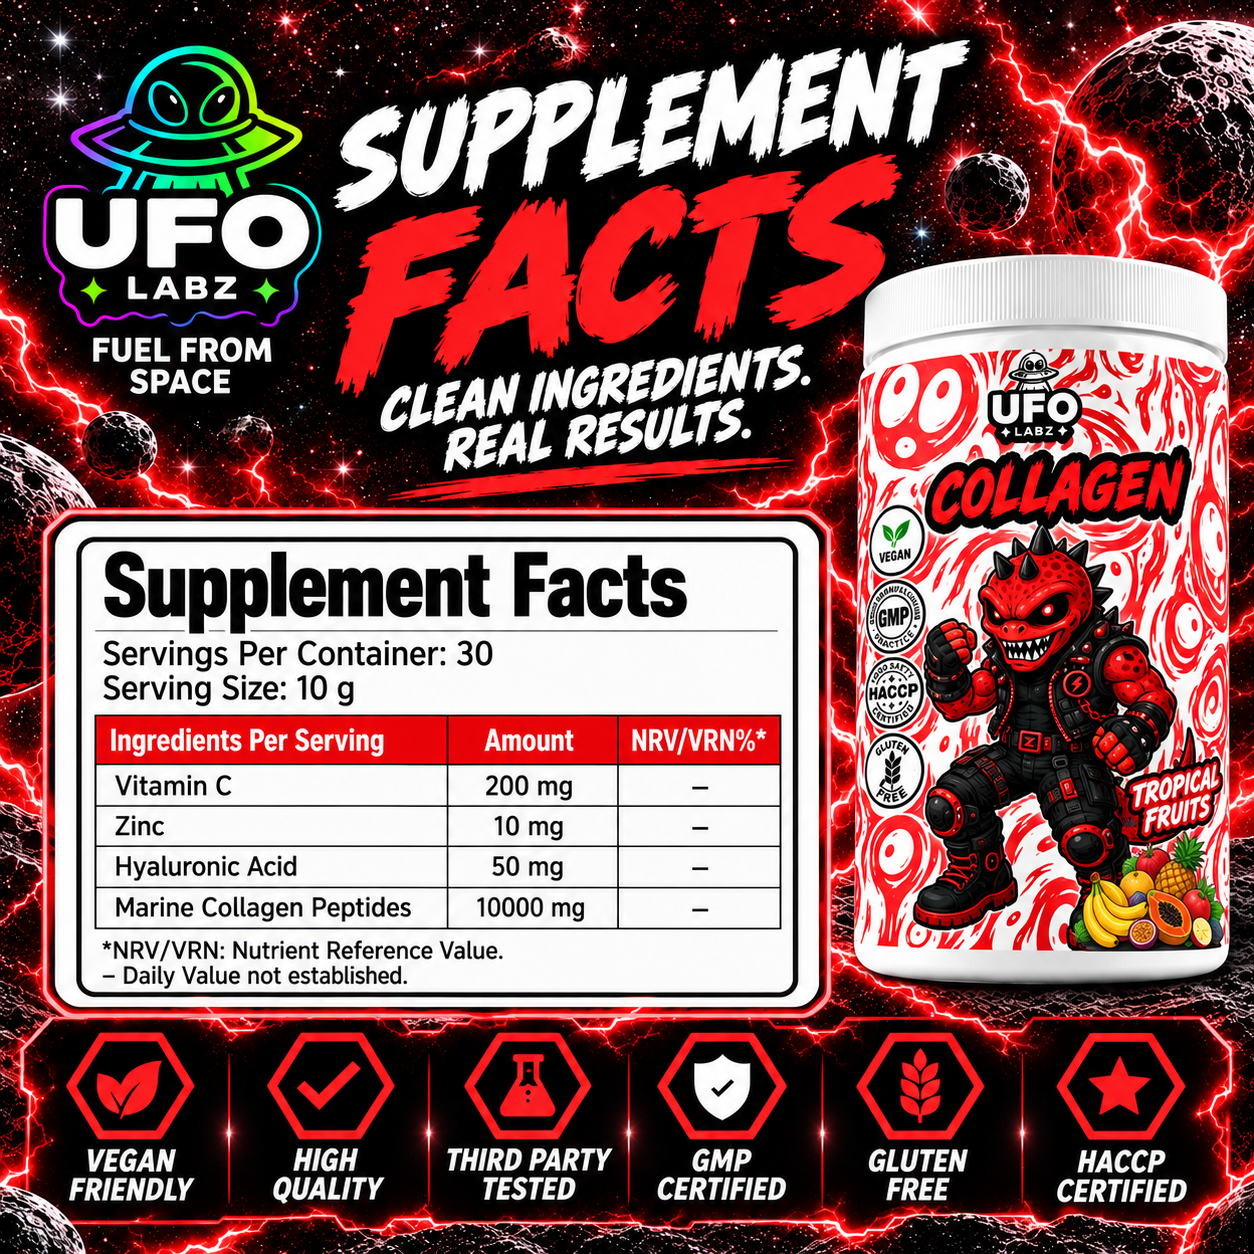 UFO
LABZ
FUEL FROM
SPACE
SUPPLEMENT
FACTS
CLEAN INGREDIENTS.
REAL RESULTS.
Supplement Facts
Servings Per Container: 30
Serving Size: 10 g
Ingredients Per Serving Amount NRV/VRN%*
Vitamin C 200 mg –
Zinc 10 mg –
Hyaluronic Acid 50 mg –
Marine Collagen Peptides 10000 mg –
*NRV/VRN: Nutrient Reference Value.
– Daily Value not established.
UFO
LABZ
COLLAGEN
VEGAN
GMP
PRACTICE
HACCP
CERTIFIED
GLUTEN
FREE
TROPICAL
FRUITS
VEGAN
FRIENDLY
HIGH
QUALITY
THIRD PARTY
TESTED
GMP
CERTIFIED
GLUTEN
FREE
HACCP
CERTIFIED